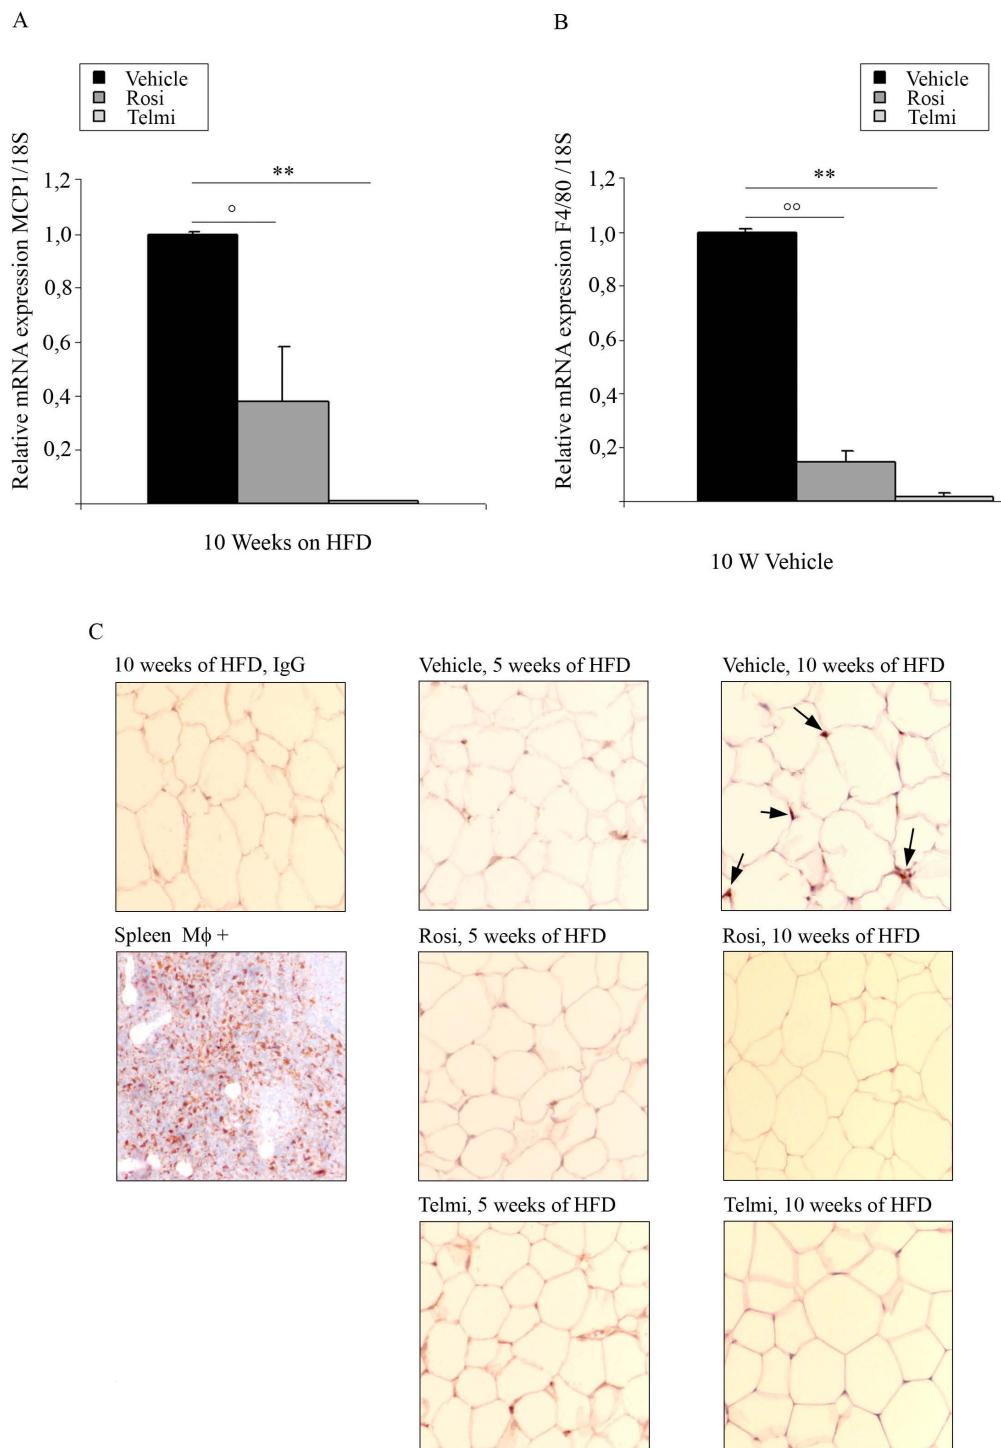 A
Vehicle
Rosi
Telmi
Relative mRNA expression MCP1/18S
1,2
1,0
0,8
0,6
0,4
0,2
**
°
10 Weeks on HFD
B
Vehicle
Rosi
Telmi
Relative mRNA expression F4/80 /18S
1,2
1,0
0,8
0,6
0,4
0,2
**
°°
10 W Vehicle
C
10 weeks of HFD, IgG
Vehicle, 5 weeks of HFD
Vehicle, 10 weeks of HFD
Spleen Mϕ +
Rosi, 5 weeks of HFD
Rosi, 10 weeks of HFD
Telmi, 5 weeks of HFD
Telmi, 10 weeks of HFD